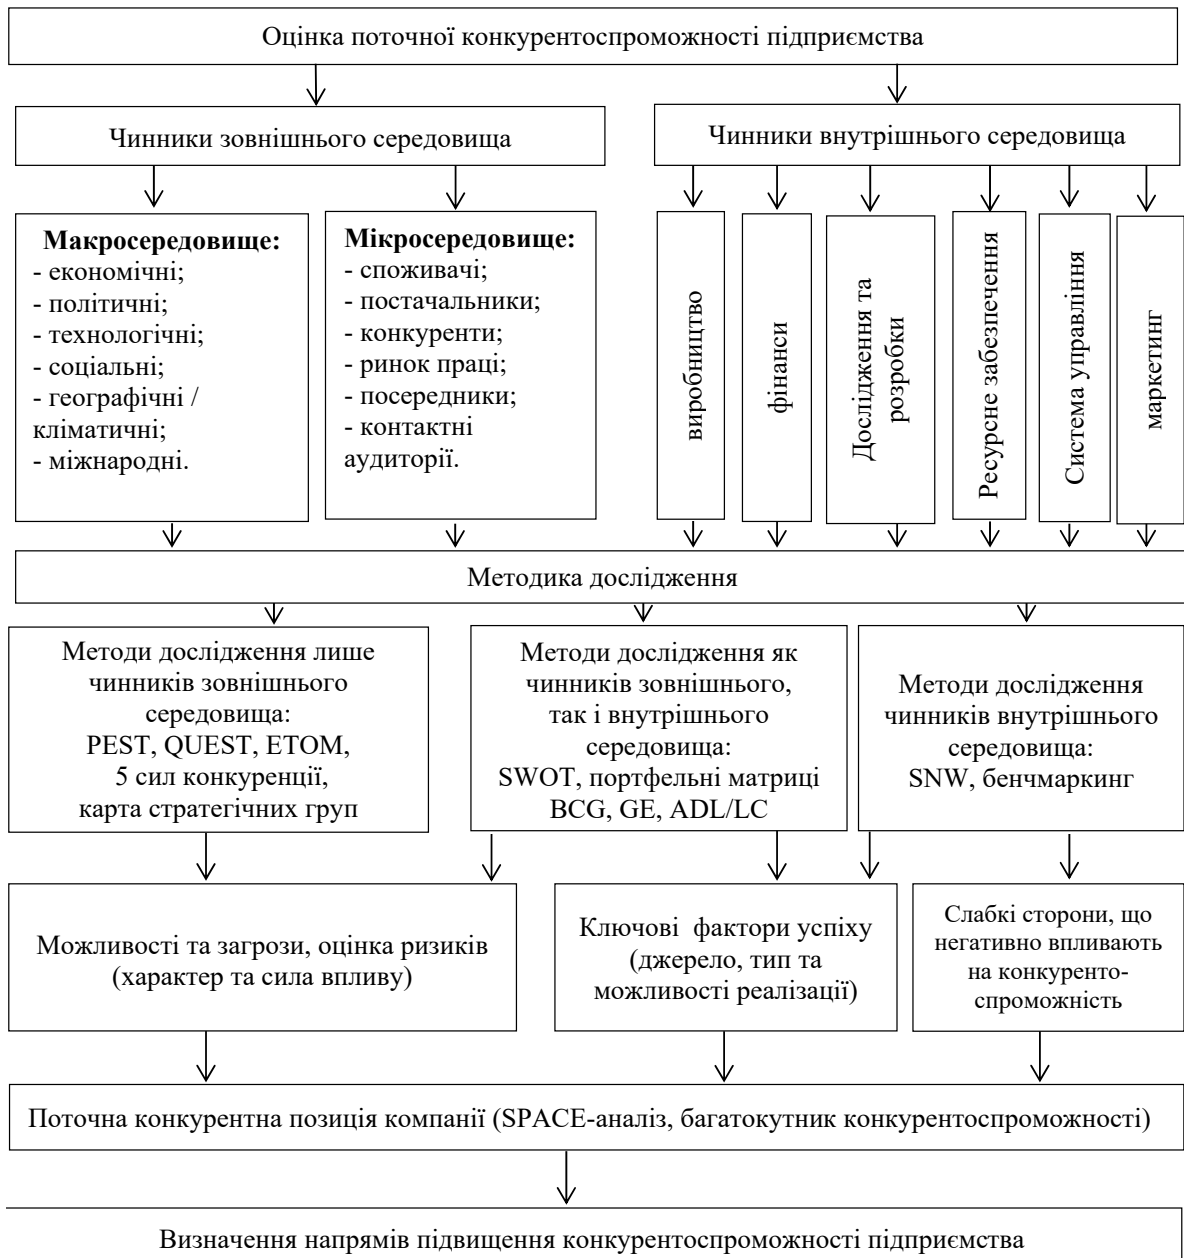 Оцінка поточної конкурентоспроможності підприємства
Чинники зовнішнього середовища
Чинники внутрішнього середовища
Макросередовище:
- економічні;
- політичні;
- технологічні;
- соціальні;
- географічні /
кліматичні;
- міжнародні.
Мікросередовище:
- споживачі;
- постачальники;
- конкуренти;
- ринок праці;
- посередники;
- контактні
аудиторії.
виробництво
фінанси
Дослідження та
розробки
Ресурсне забезпечення
Система управління
маркетинг
Методика дослідження
Методи дослідження лише
чинників зовнішнього
середовища:
PEST, QUEST, ETOM,
5 сил конкуренції,
карта стратегічних груп
Методи дослідження як
чинників зовнішнього,
так і внутрішнього
середовища:
SWOT, портфельні матриці
BCG, GE, ADL/LC
Методи дослідження
чинників внутрішнього
середовища:
SNW, бенчмаркинг
Можливості та загрози, оцінка ризиків
(характер та сила впливу)
Ключові фактори успіху
(джерело, тип та
можливості реалізації)
Слабкі сторони, що
негативно впливають
на конкуренто-
спроможність
Поточна конкурентна позиція компанії (SPACE-аналіз, багатокутник конкурентоспроможності)
Визначення напрямів підвищення конкурентоспроможності підприємства